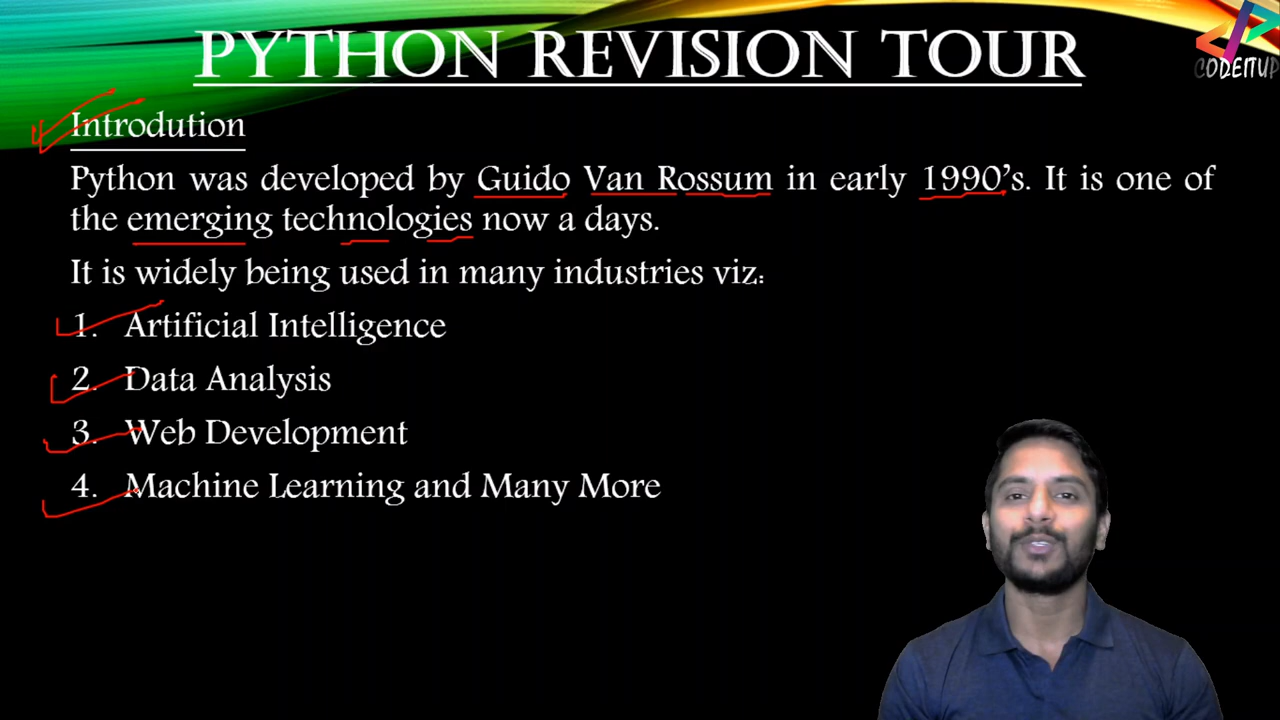 PYTHON REVISION TOUR
CODEITUP
Introdution
Python was developed by Guido Van Rossum in early 1990's. It is one of
the emerging technologies now a days.
It is widely being used in many industries viz:
1. Artificial Intelligence
2. Data Analysis
3. Web Development
4. Machine Learning and Many More